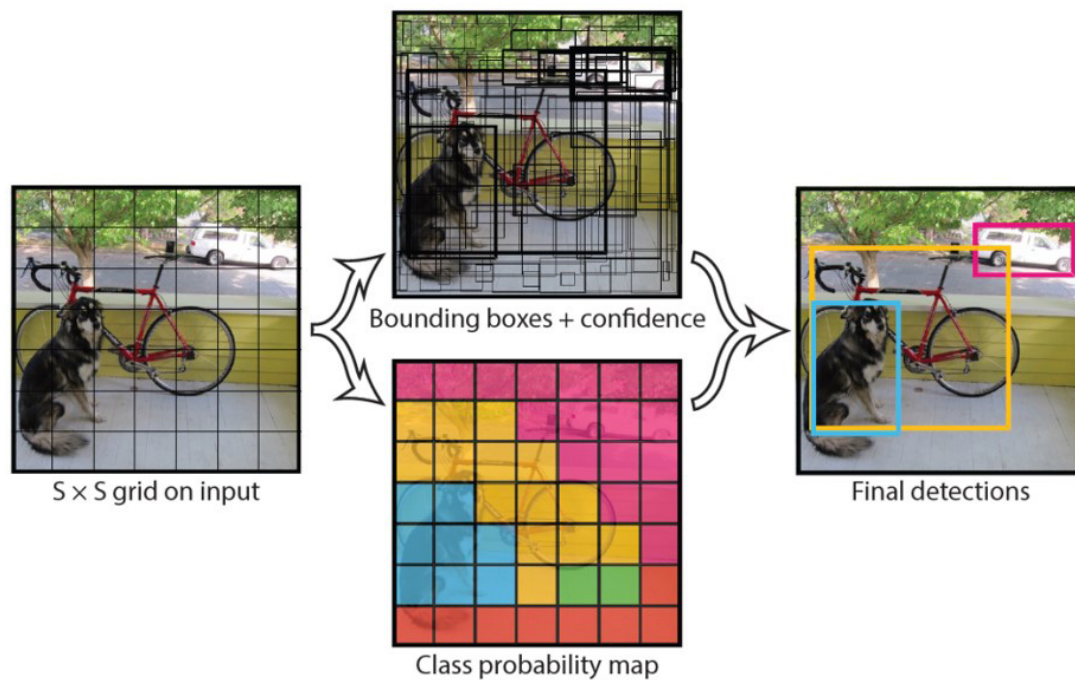 Bounding boxes + confidence
S × S grid on input
Final detections
Class probability map